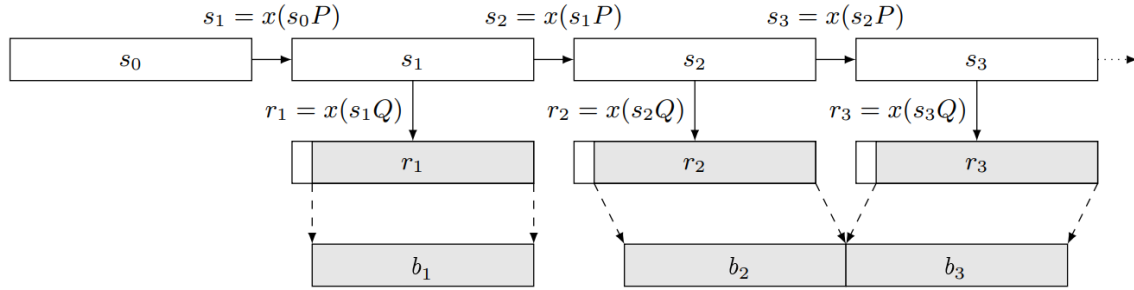 s₁ = x(s₀P) s₂ = x(s₁P) s₃ = x(s₂P)
s₀ s₁ s₂ s₃
r₁ = x(s₁Q) r₂ = x(s₂Q) r₃ = x(s₃Q)
r₁ r₂ r₃
b₁ b₂ b₃